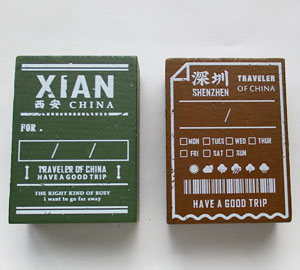 XIAN
西安 CHINA
FOR.
/ /
TRAVELER OF CHINA
HAVE A GOOD TRIP
THE RIGHT KIND OF BUSY
i want to go far away
深圳
SHENZHEN
TRAVELER
OF CHINA
/
MON TUES WED THUR
FRI SAT SUN
HAVE A GOOD TRIP